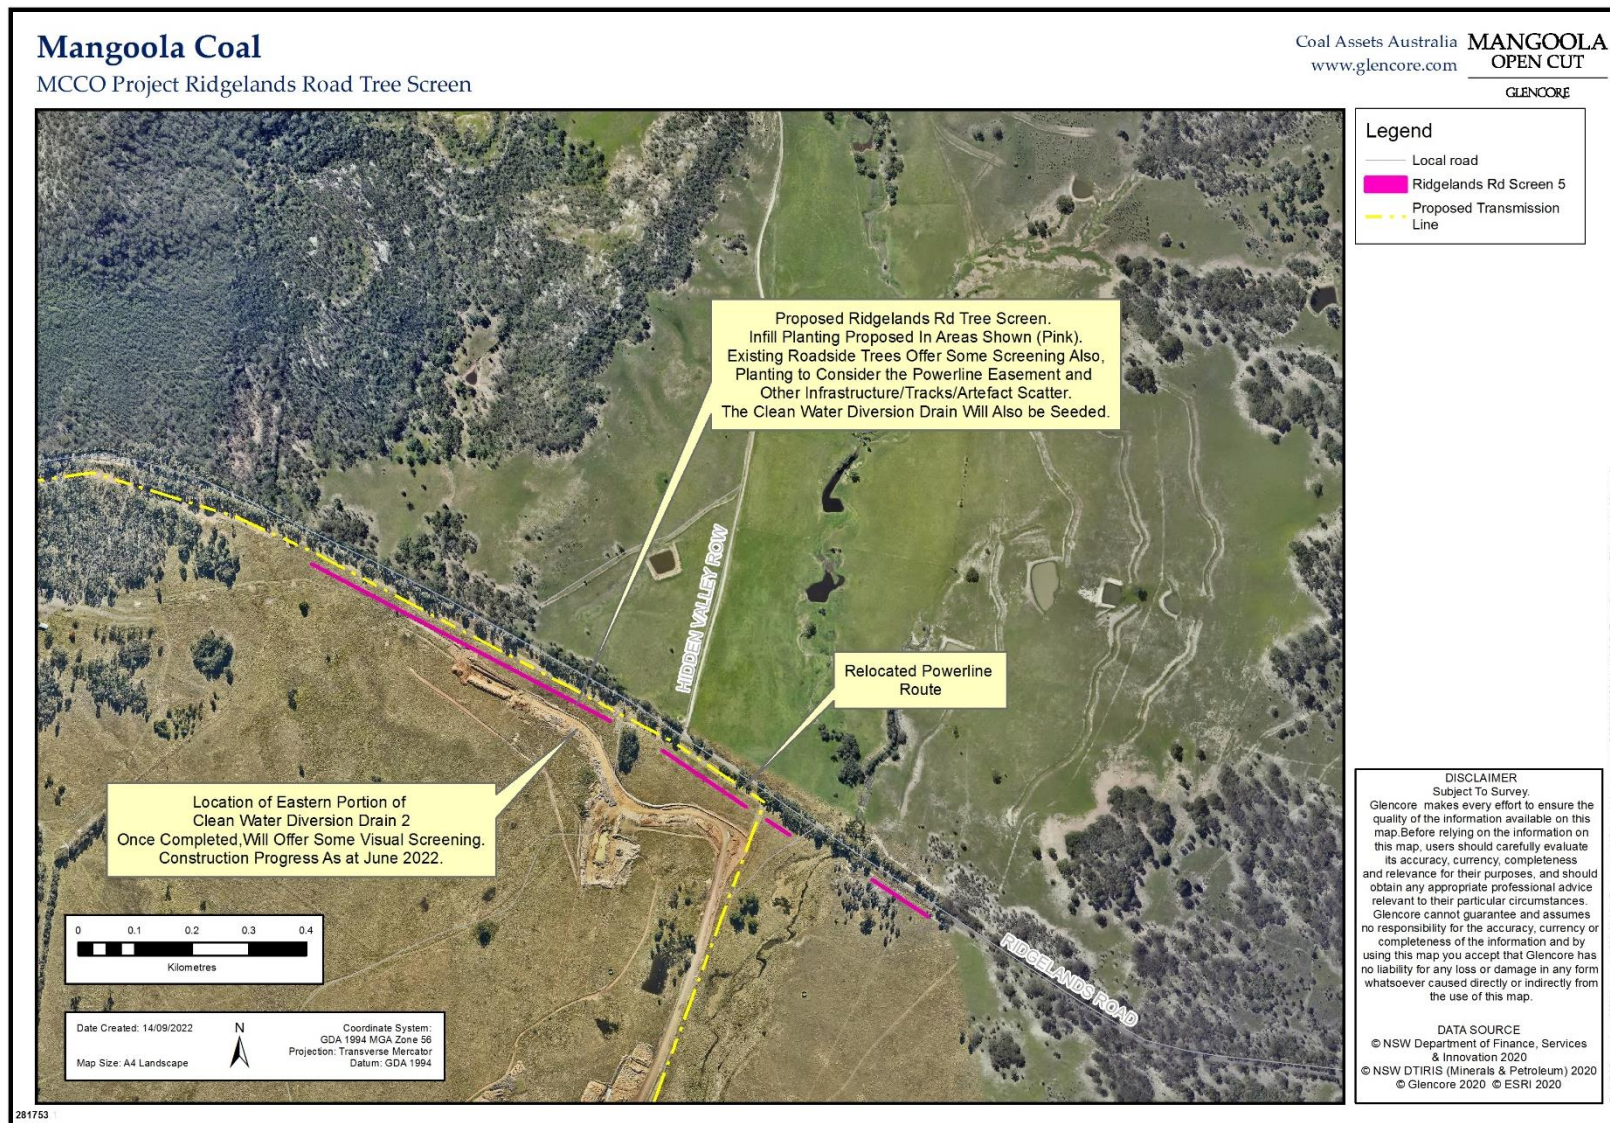 Mangoola Coal
MCCO Project Ridgelands Road Tree Screen
Coal Assets Australia
www.glencore.com
MANGOOLA
OPEN CUT
GLENCORE
Legend
Local road
Ridgelands Rd Screen 5
Proposed Transmission
Line
Proposed Ridgelands Rd Tree Screen.
Infill Planting Proposed In Areas Shown (Pink).
Existing Roadside Trees Offer Some Screening Also,
Planting to Consider the Powerline Easement and
Other Infrastructure/Tracks/Artefact Scatter.
The Clean Water Diversion Drain Will Also be Seeded.
HIDDEN VALLEY ROW
Relocated Powerline
Route
Location of Eastern Portion of
Clean Water Diversion Drain 2
Once Completed,Will Offer Some Visual Screening.
Construction Progress As at June 2022.
RIDGELANDS ROAD
0 0.1 0.2 0.3 0.4
Kilometres
Date Created: 14/09/2022
Map Size: A4 Landscape
N
Coordinate System:
GDA 1994 MGA Zone 56
Projection: Transverse Mercator
Datum: GDA 1994
DISCLAIMER
Subject To Survey.
Glencore makes every effort to ensure the
quality of the information available on this
map.Before relying on the information on
this map, users should carefully evaluate
its accuracy, currency, completeness
and relevance for their purposes, and should
obtain any appropriate professional advice
relevant to their particular circumstances.
Glencore cannot guarantee and assumes
no responsibility for the accuracy, currency or
completeness of the information and by
using this map you accept that Glencore has
no liability for any loss or damage in any form
whatsoever caused directly or indirectly from
the use of this map.
DATA SOURCE
© NSW Department of Finance, Services
& Innovation 2020
© NSW DTIRIS (Minerals & Petroleum) 2020
© Glencore 2020 © ESRI 2020
281753